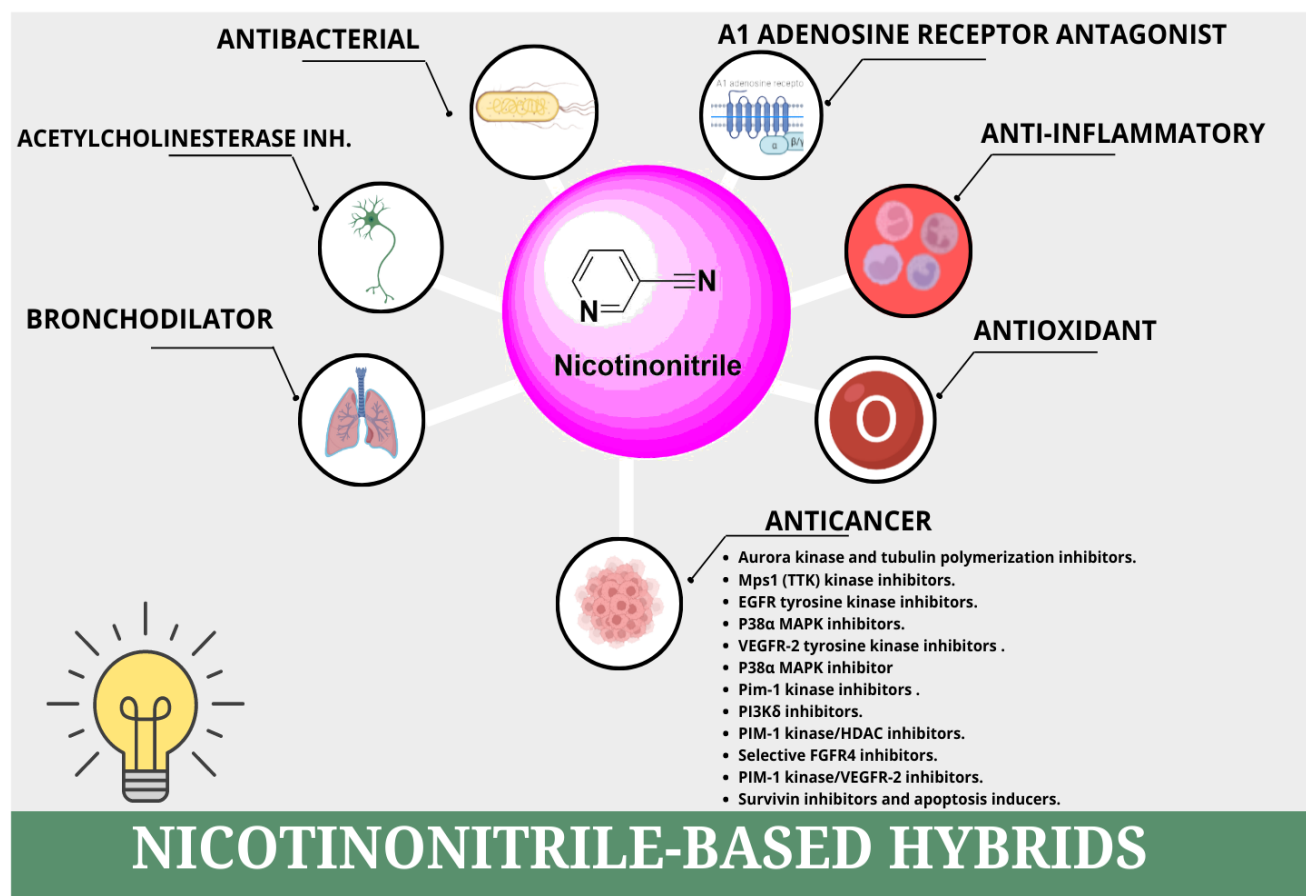 ANTIBACTERIAL
A1 ADENOSINE RECEPTOR ANTAGONIST
A1 adenosine recepto
α
β/γ
ACETYLCHOLINESTERASE INH.
ANTI-INFLAMMATORY
N
N
Nicotinonitrile
BRONCHODILATOR
ANTIOXIDANT
O
ANTICANCER
• Aurora kinase and tubulin polymerization inhibitors.
• Mps1 (TTK) kinase inhibitors.
• EGFR tyrosine kinase inhibitors.
• P38α MAPK inhibitors.
• VEGFR-2 tyrosine kinase inhibitors .
• P38α MAPK inhibitor
• Pim-1 kinase inhibitors .
• PI3Kδ inhibitors.
• PIM-1 kinase/HDAC inhibitors.
• Selective FGFR4 inhibitors.
• PIM-1 kinase/VEGFR-2 inhibitors.
• Survivin inhibitors and apoptosis inducers.
NICOTINONITRILE-BASED HYBRIDS